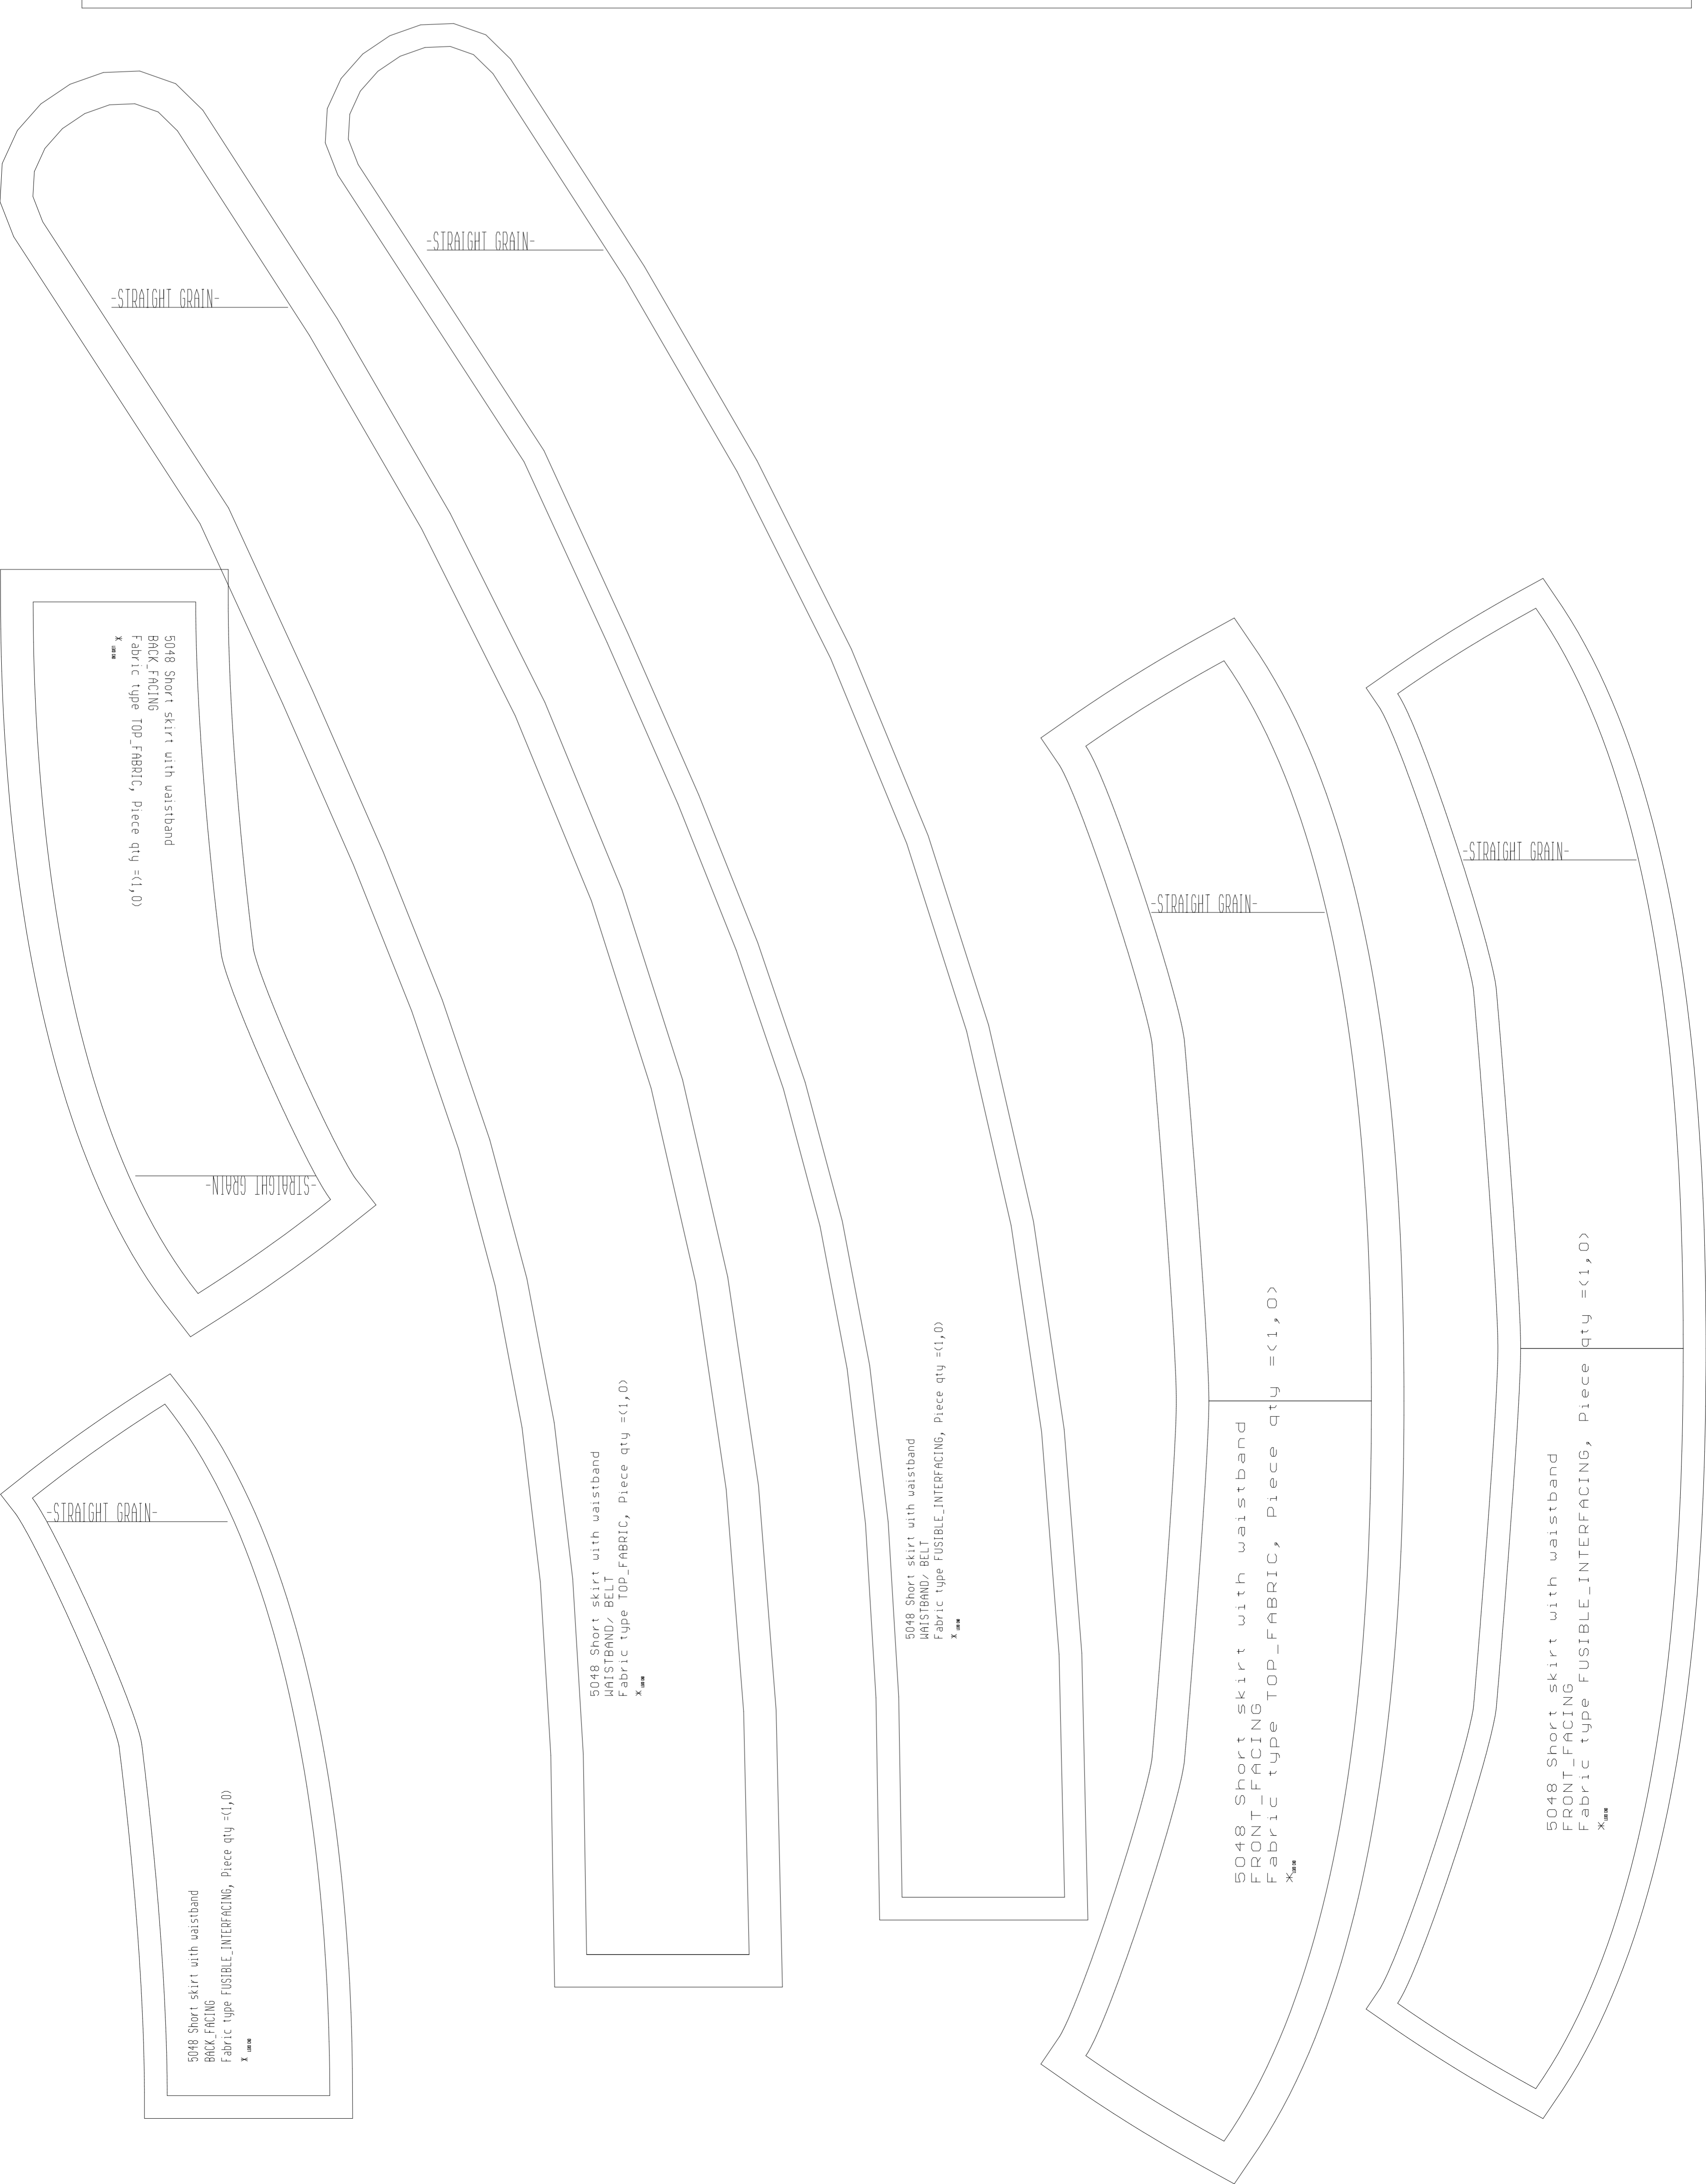 -STRAIGHT GRAIN-
-STRAIGHT GRAIN-
5048 Short skirt with waistband
BACK_FACING
Fabric type TOP_FABRIC, Piece qty =(1,0)
-STRAIGHT GRAIN-
-STRAIGHT GRAIN-
-STRAIGHT GRAIN-
-STRAIGHT GRAIN-
5048 Short skirt with waistband
WAISTBAND/ BELT
Fabric type TOP_FABRIC, Piece qty =(1,0)
5048 Short skirt with waistband
WAISTBAND/ BELT
Fabric type FUSIBLE_INTERFACING, Piece qty =(1,0)
5048 Short skirt with waistband
FRONT_FACING
Fabric type TOP_FABRIC, Piece qty =(1,0)
5048 Short skirt with waistband
FRONT_FACING
Fabric type FUSIBLE_INTERFACING, Piece qty =(1,0)
5048 Short skirt with waistband
BACK_FACING
Fabric type FUSIBLE_INTERFACING, Piece qty =(1,0)